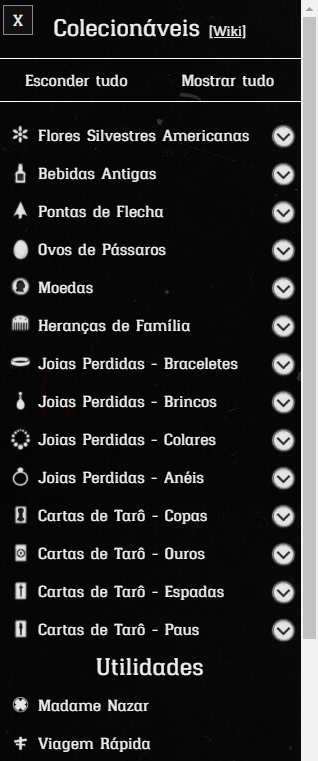 X
Colecionáveis [Wiki]
Esconder tudo Mostrar tudo
Flores Silvestres Americanas
Bebidas Antigas
Pontas de Flecha
Ovos de Pássaros
Moedas
Heranças de Família
Joias Perdidas - Braceletes
Joias Perdidas - Brincos
Joias Perdidas - Colares
Joias Perdidas - Anéis
Cartas de Tarô - Copas
Cartas de Tarô - Ouros
Cartas de Tarô - Espadas
Cartas de Tarô - Paus
Utilidades
Madame Nazar
Viagem Rápida